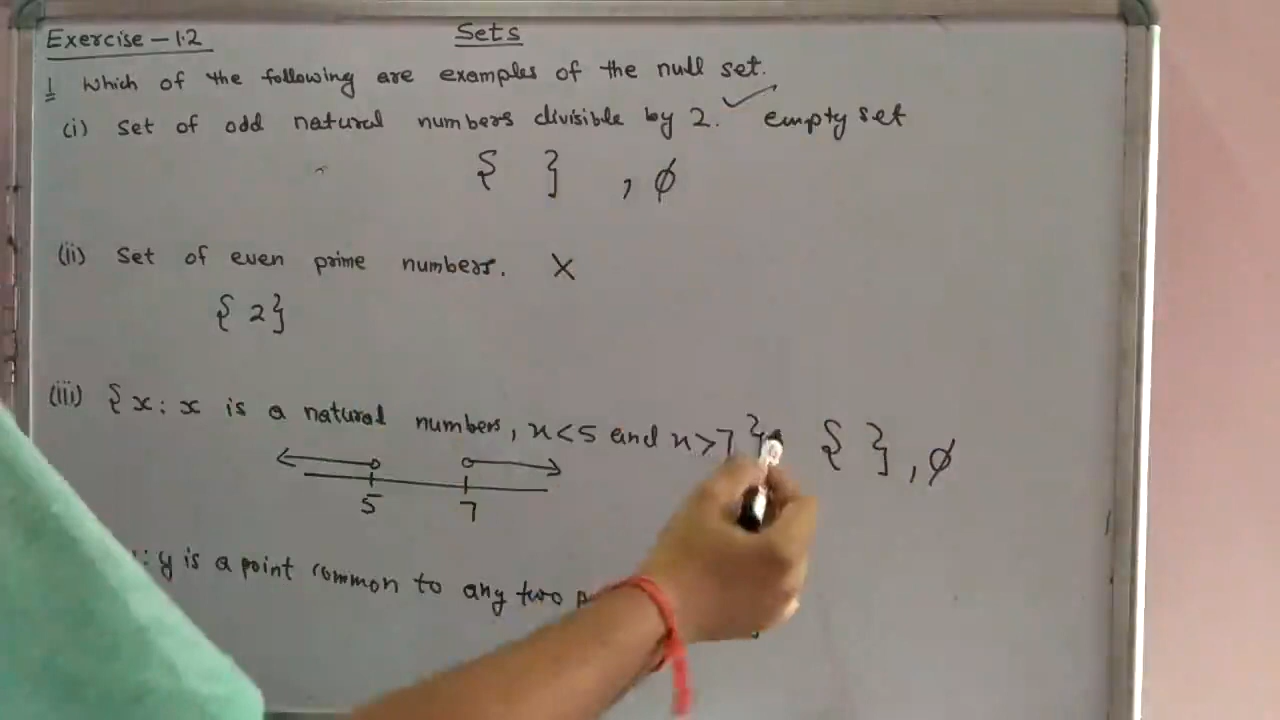 Exercise – 1.2 Sets
1 Which of the following are examples of the null set.
(i) Set of odd natural numbers divisible by 2. ✓ empty set
{ } , ϕ
(ii) Set of even prime numbers. X
{ 2 }
(iii) { x : x is a natural numbers, x < 5 and x > 7 } { } , ϕ
5 7
: y is a point common to any two